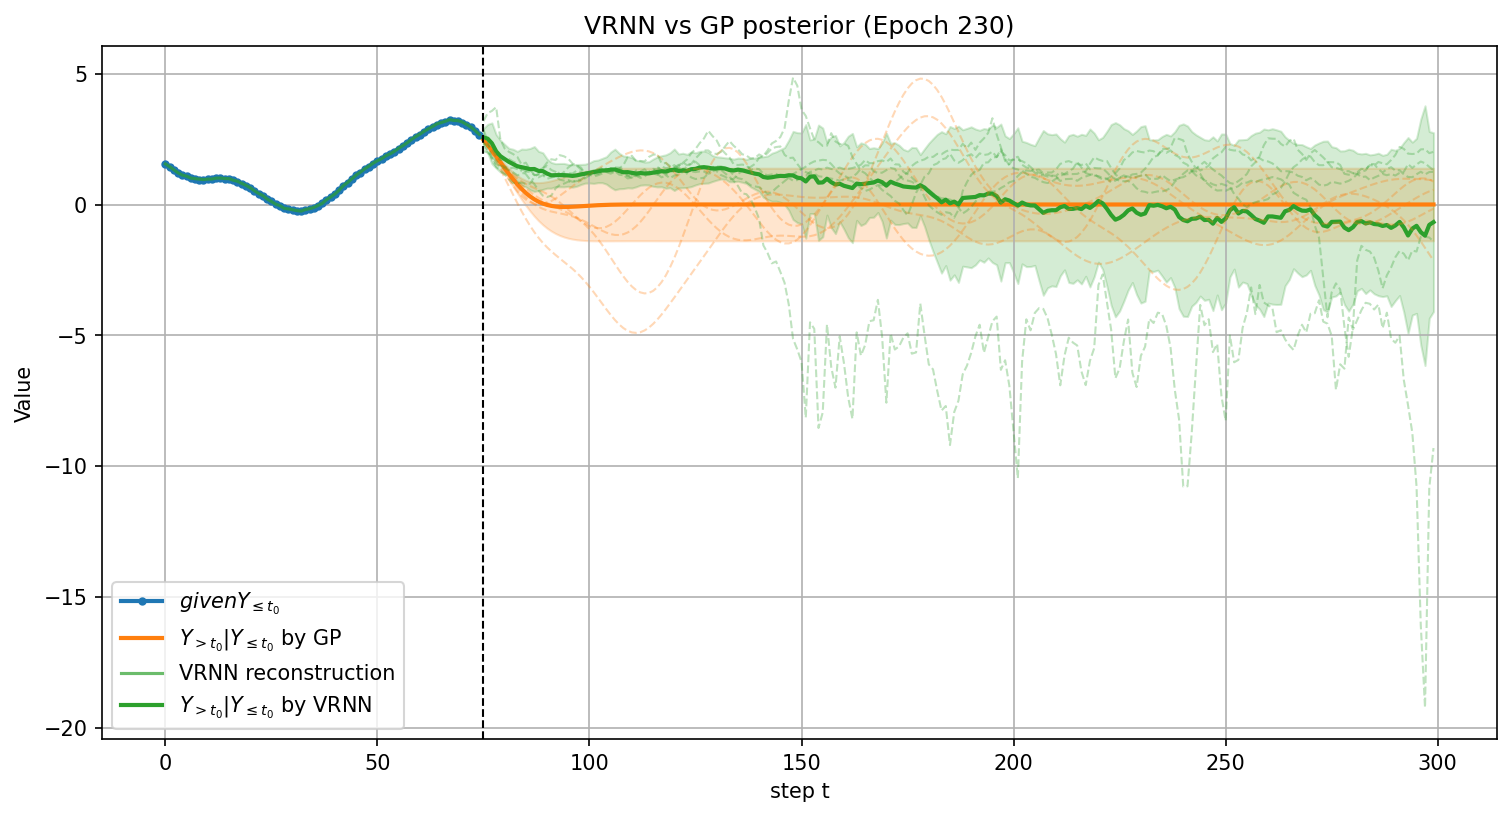 VRNN vs GP posterior (Epoch 230)
Value
5
0
−5
−10
−15
−20
givenY≤t₀
Y>t₀|Y≤t₀ by GP
VRNN reconstruction
Y>t₀|Y≤t₀ by VRNN
0 50 100 150 200 250 300
step t